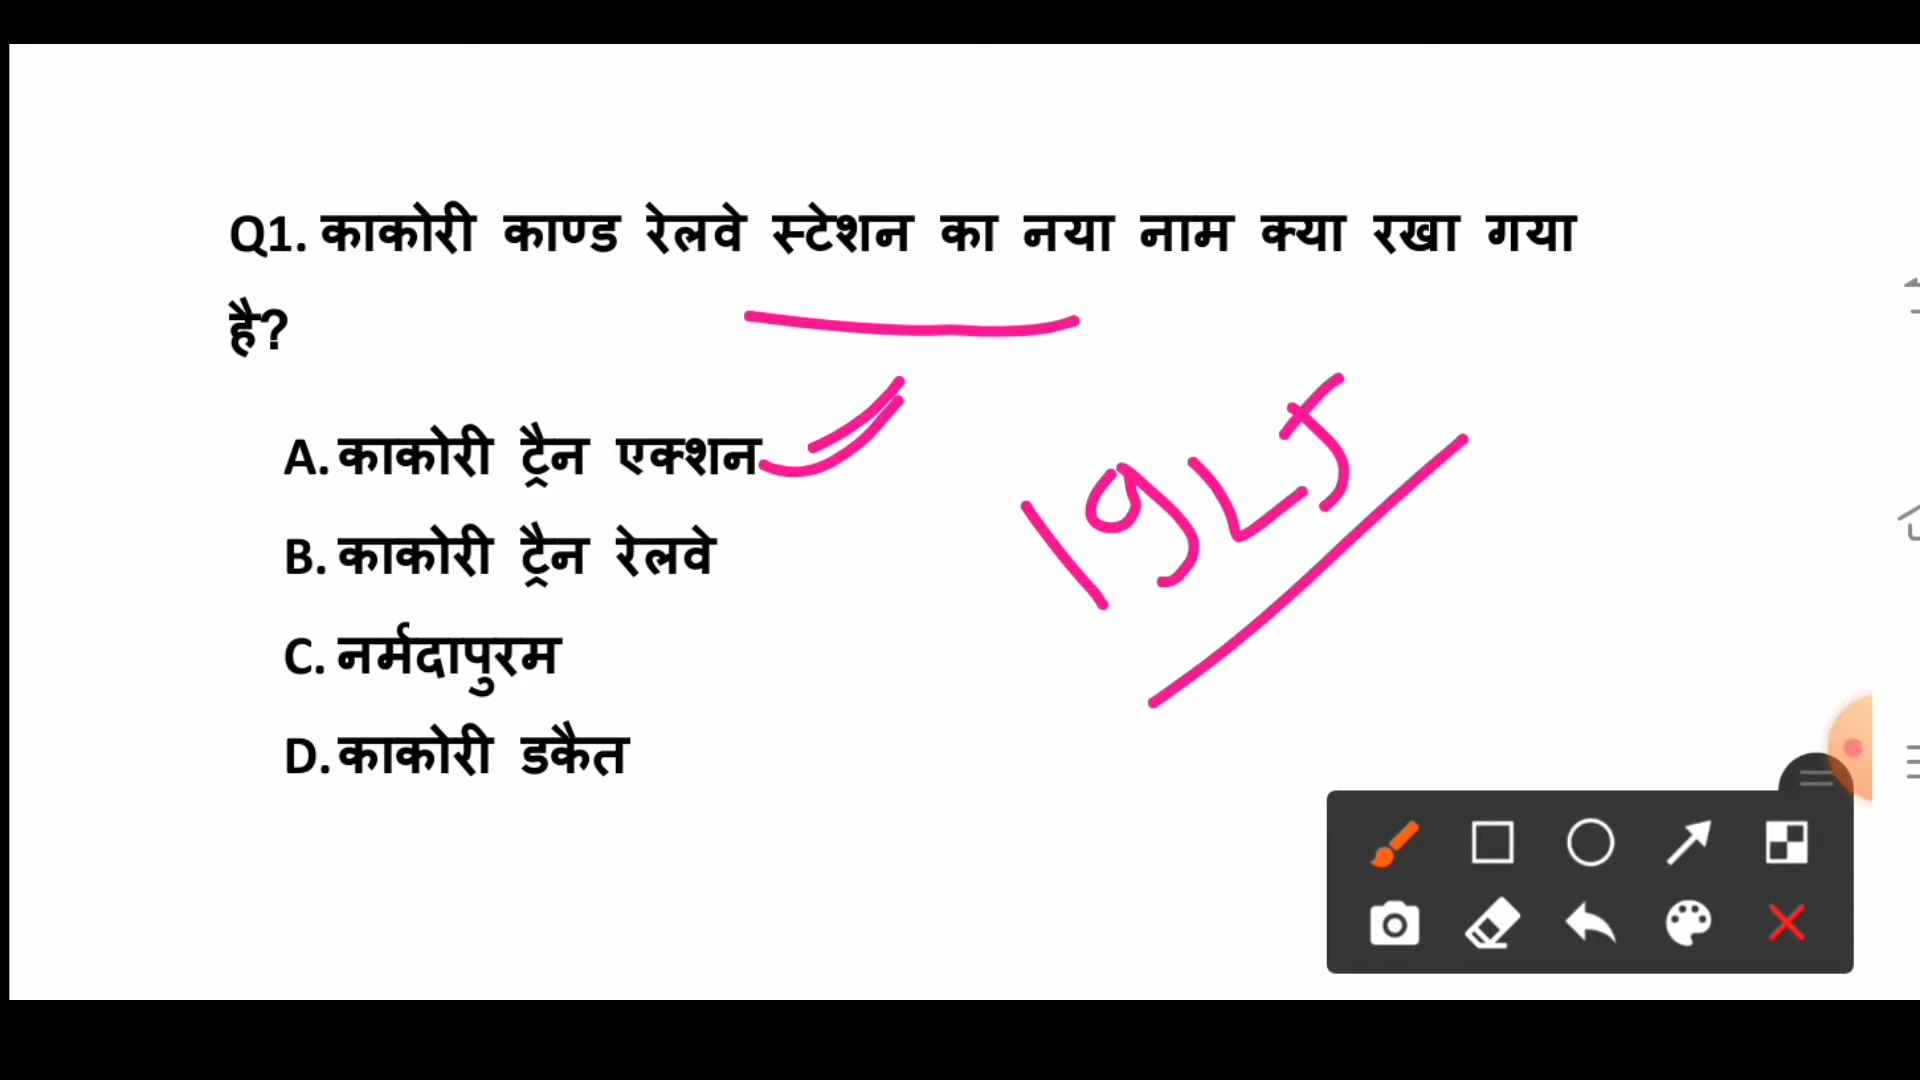 Q1. काकोरी काण्ड रेलवे स्टेशन का नया नाम क्या रखा गया
है?
A. काकोरी ट्रैन एक्शन
1925
B. काकोरी ट्रैन रेलवे
C. नर्मदापुरम
D. काकोरी डकैत